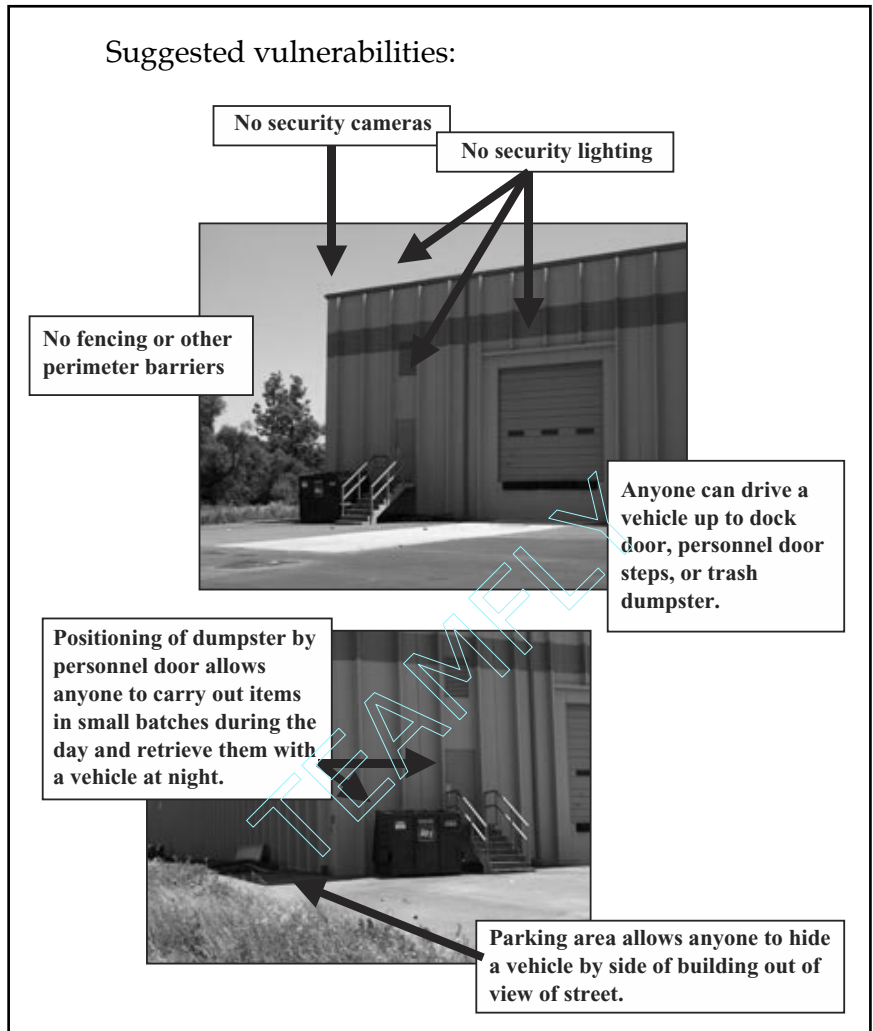 Suggested vulnerabilities:
No security cameras
No security lighting
No fencing or other
perimeter barriers
Anyone can drive a
vehicle up to dock
door, personnel door
steps, or trash
dumpster.
Positioning of dumpster by
personnel door allows
anyone to carry out items
in small batches during the
day and retrieve them with
a vehicle at night.
TEAMFLY
Parking area allows anyone to hide
a vehicle by side of building out of
view of street.